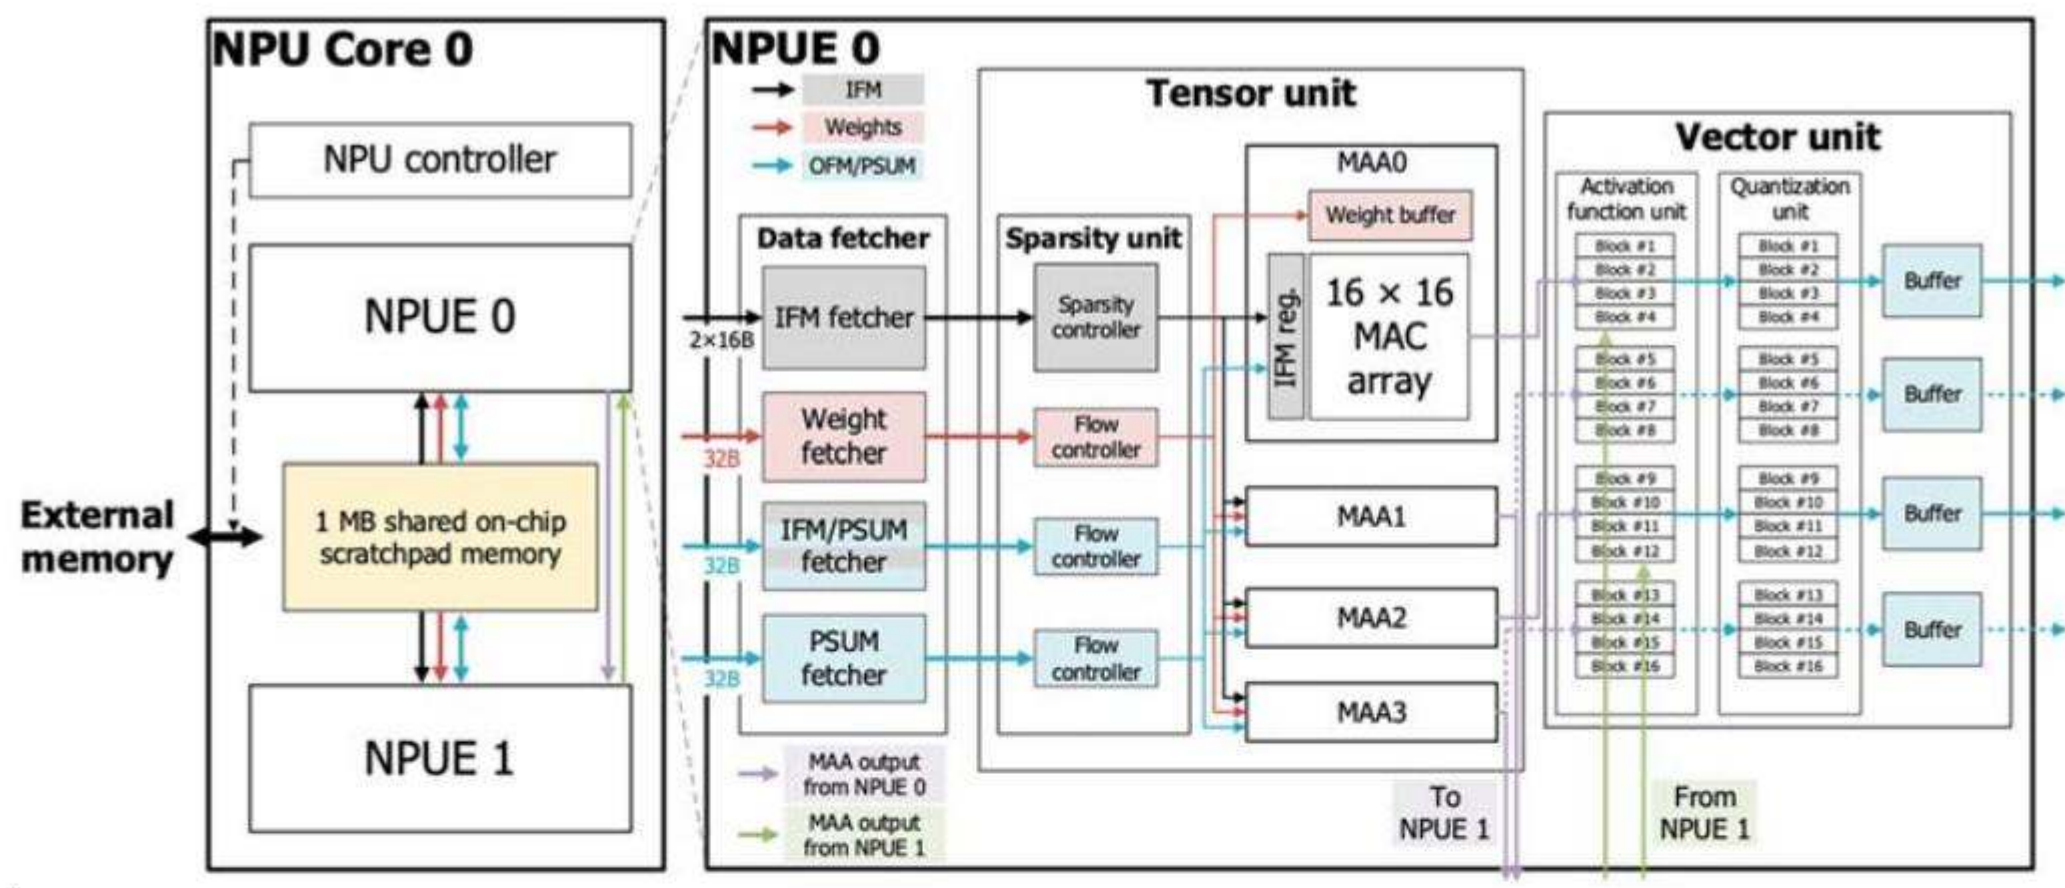 NPU Core 0
NPU controller
NPUE 0
External
memory
1 MB shared on-chip
scratchpad memory
NPUE 1
NPUE 0
IFM
Weights
OFM/PSUM
Data fetcher
IFM fetcher
2×16B
Weight
fetcher
32B
IFM/PSUM
fetcher
32B
PSUM
fetcher
32B
MAA output
from NPUE 0
MAA output
from NPUE 1
Tensor unit
Sparsity unit
Sparsity
controller
Flow
controller
Flow
controller
Flow
controller
MAA0
Weight buffer
IFM reg.
16 × 16
MAC
array
MAA1
MAA2
MAA3
To
NPUE 1
Vector unit
Activation
function unit
Block #1
Block #2
Block #3
Block #4
Block #5
Block #6
Block #7
Block #8
Block #9
Block #10
Block #11
Block #12
Block #13
Block #14
Block #15
Block #16
Quantization
unit
Block #1
Block #2
Block #3
Block #4
Block #5
Block #6
Block #7
Block #8
Block #9
Block #10
Block #11
Block #12
Block #13
Block #14
Block #15
Block #16
Buffer
Buffer
Buffer
Buffer
From
NPUE 1